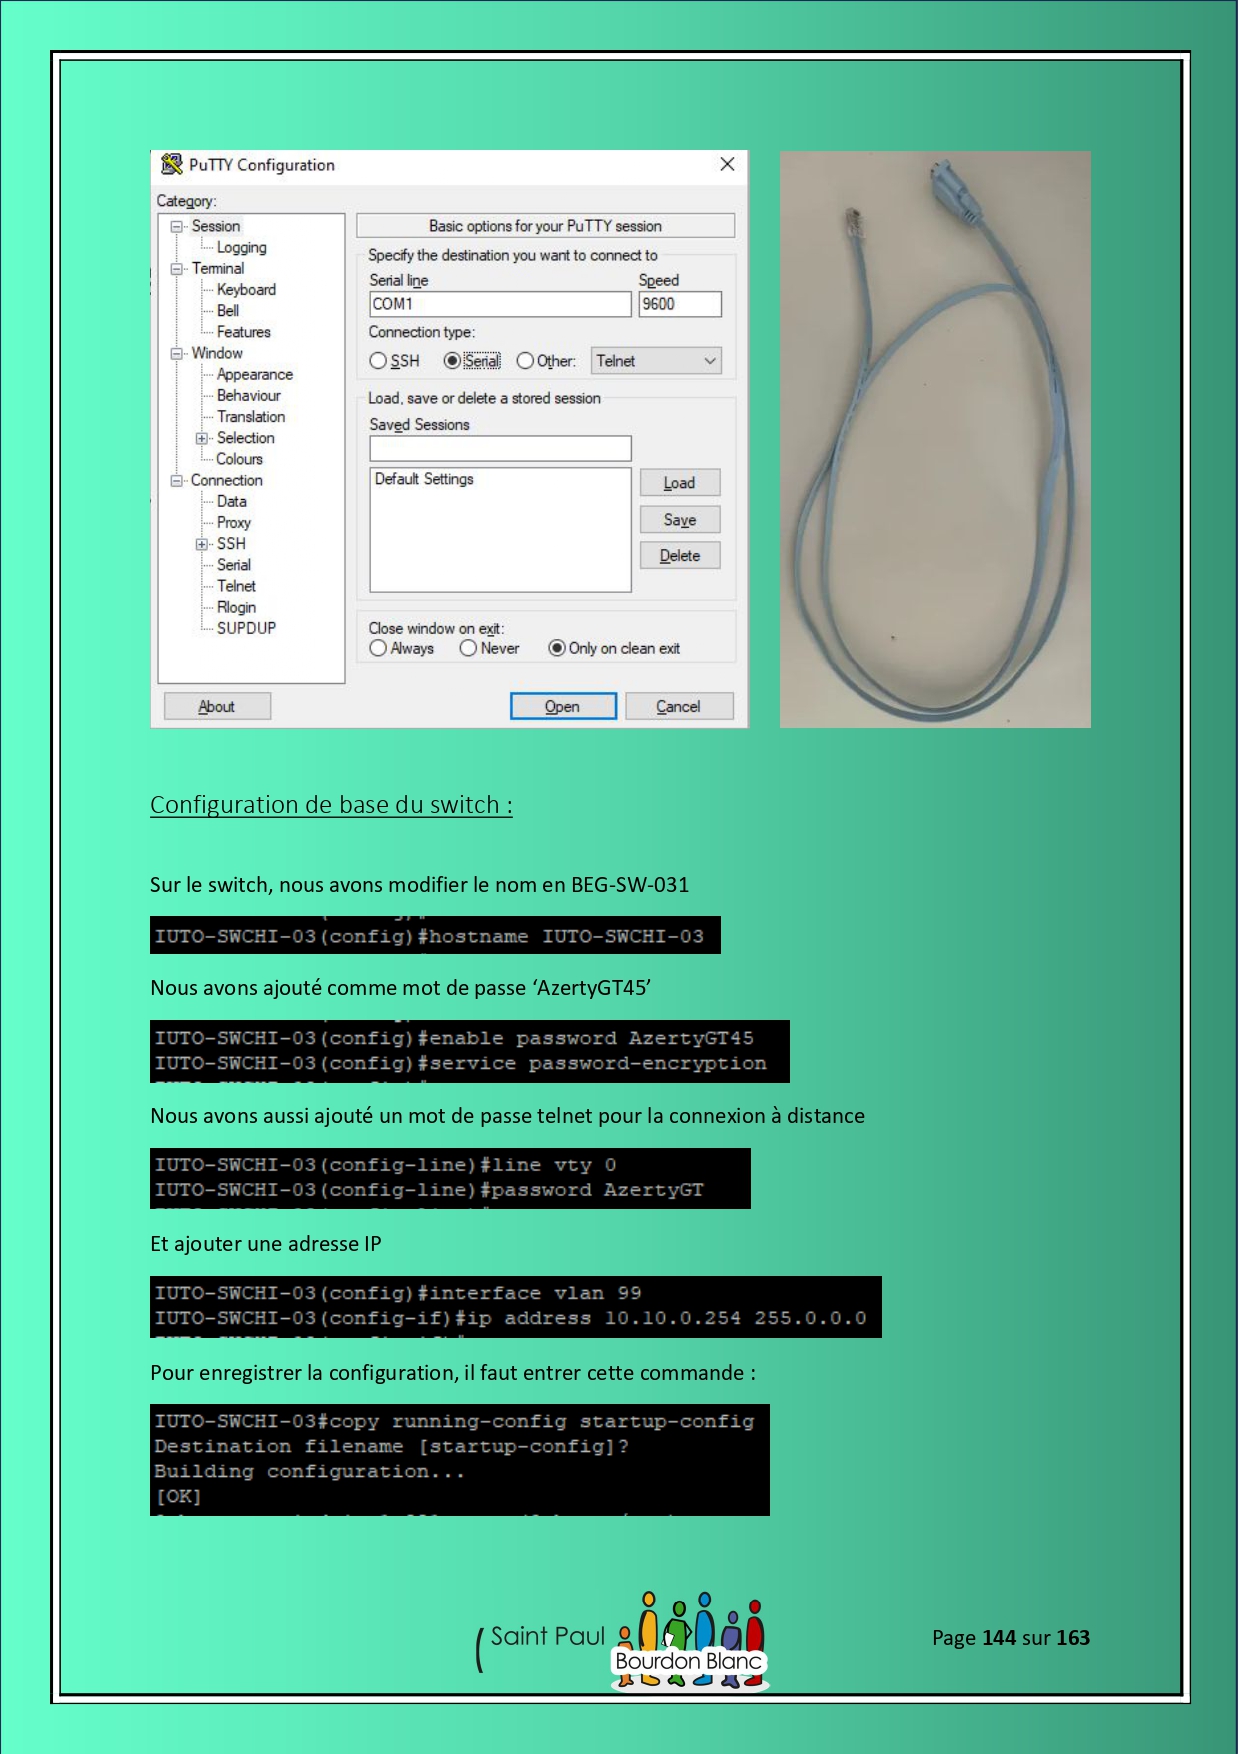 PuTTY Configuration
Category:
Session
Logging
Terminal
Keyboard
Bell
Features
Window
Appearance
Behaviour
Translation
Selection
Colours
Connection
Data
Proxy
SSH
Serial
Telnet
Rlogin
SUPDUP
Basic options for your PuTTY session
Specify the destination you want to connect to
Serial line Speed
COM1 9600
Connection type:
SSH Serial Other: Telnet
Load, save or delete a stored session
Saved Sessions
Default Settings
Load
Save
Delete
Close window on exit:
Always Never Only on clean exit
About Open Cancel
Configuration de base du switch :
Sur le switch, nous avons modifier le nom en BEG-SW-031
IUTO-SWCHI-03(config)#hostname IUTO-SWCHI-03
Nous avons ajouté comme mot de passe ‘AzertyGT45’
IUTO-SWCHI-03(config)#enable password AzertyGT45
IUTO-SWCHI-03(config)#service password-encryption
Nous avons aussi ajouté un mot de passe telnet pour la connexion à distance
IUTO-SWCHI-03(config-line)#line vty 0
IUTO-SWCHI-03(config-line)#password AzertyGT
Et ajouter une adresse IP
IUTO-SWCHI-03(config)#interface vlan 99
IUTO-SWCHI-03(config-if)#ip address 10.10.0.254 255.0.0.0
Pour enregistrer la configuration, il faut entrer cette commande :
IUTO-SWCHI-03#copy running-config startup-config
Destination filename [startup-config]?
Building configuration...
[OK]
Saint Paul
Bourdon Blanc
Page 144 sur 163